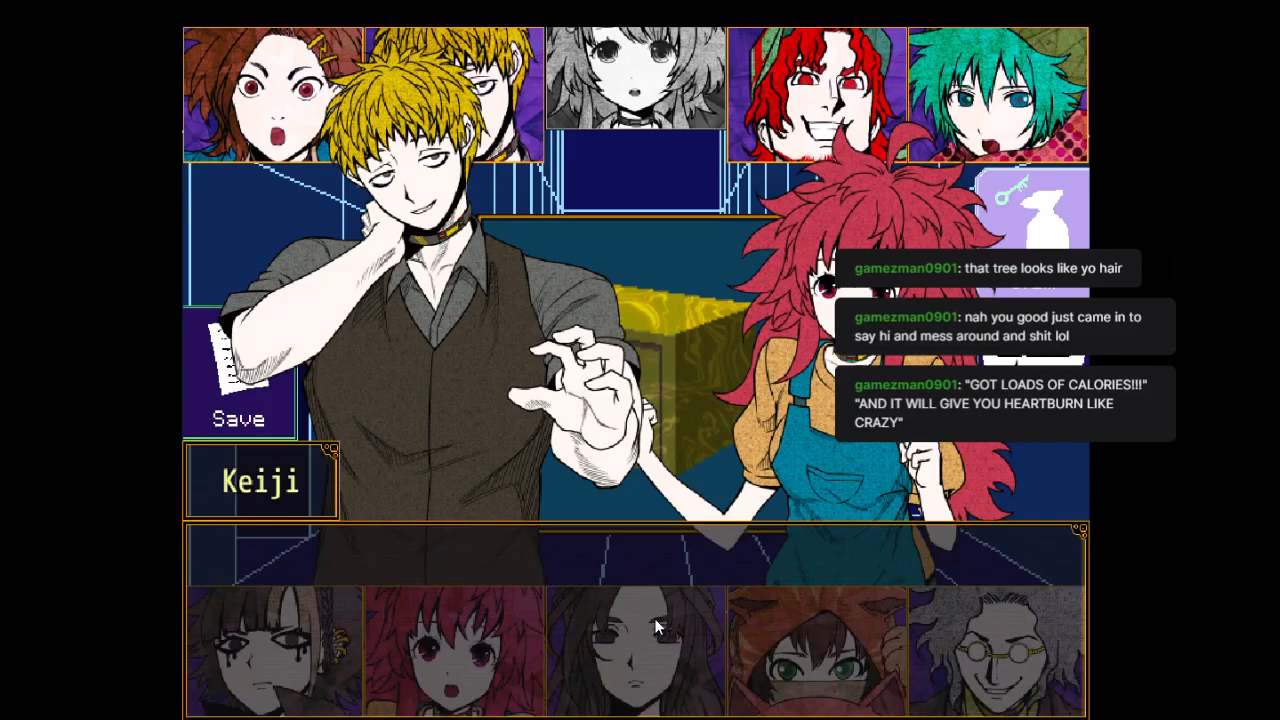 gamezman0901: that tree looks like yo hair
gamezman0901: nah you good just came in to
say hi and mess around and shit lol
gamezman0901: "GOT LOADS OF CALORIES!!!"
"AND IT WILL GIVE YOU HEARTBURN LIKE
CRAZY"
Save
Keiji